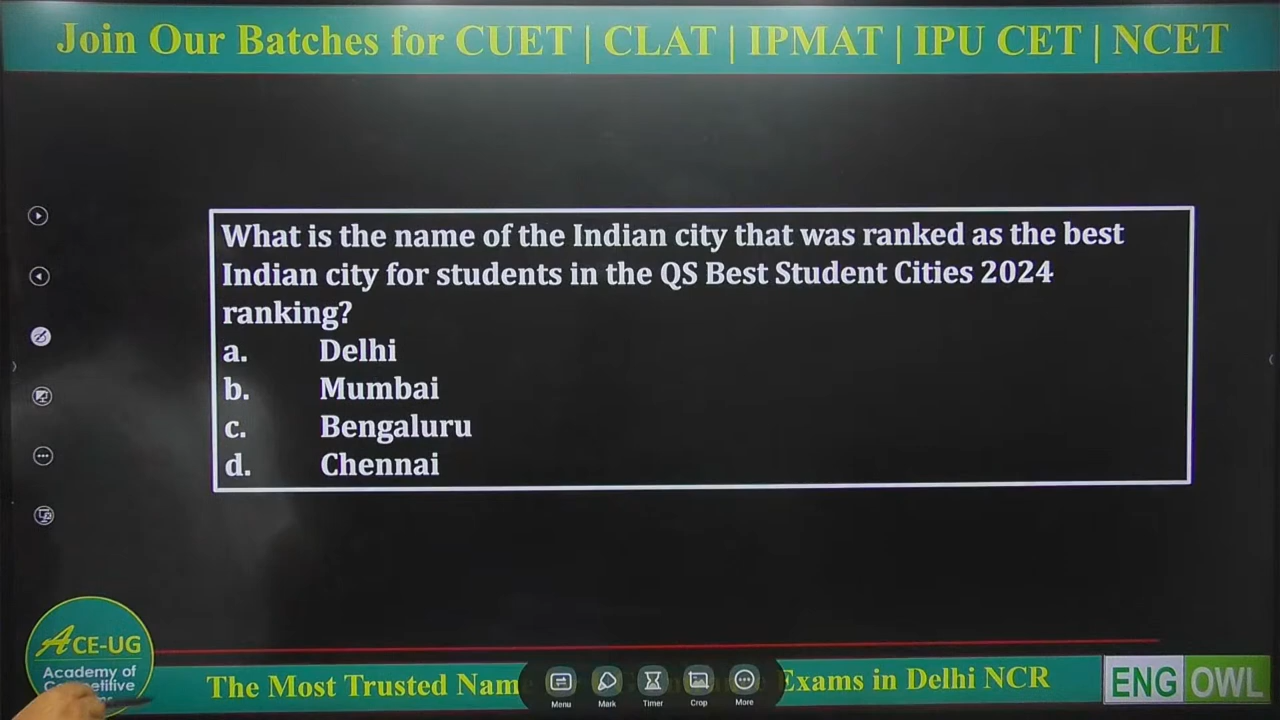 Join Our Batches for CUET | CLAT | IPMAT | IPU CET | NCET
What is the name of the Indian city that was ranked as the best
Indian city for students in the QS Best Student Cities 2024
ranking?
a. Delhi
b. Mumbai
c. Bengaluru
d. Chennai
ACE-UG
Academy of
The Most Trusted Exams in Delhi NCR
Menu Mark Timer Crop More
ENG OWL